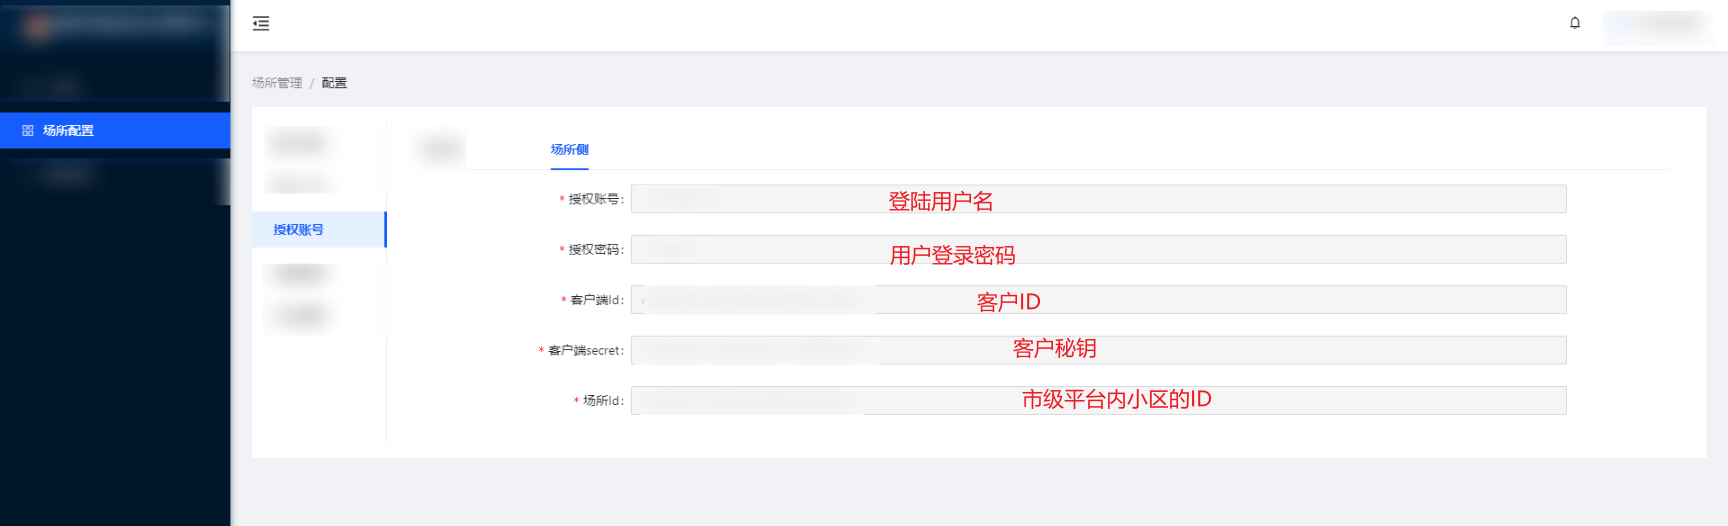 场所管理 / 配置
场所配置
场所侧
授权账号
* 授权账号: 登陆用户名
* 授权密码: 用户登录密码
* 客户端Id: 客户ID
* 客户端secret: 客户秘钥
* 场所Id: 市级平台内小区的ID